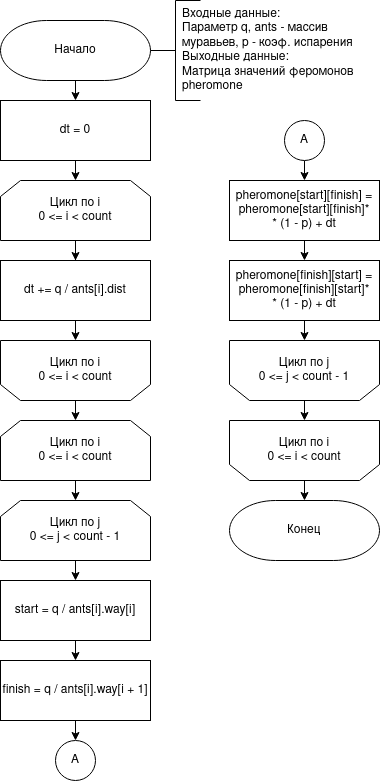 Начало
Входные данные:
Параметр q, ants - массив
муравьев, p - коэф. испарения
Выходные данные:
Матрица значений феромонов
pheromone
dt = 0
Цикл по i
0 <= i < count
dt += q / ants[i].dist
Цикл по i
0 <= i < count
Цикл по i
0 <= i < count
Цикл по j
0 <= j < count - 1
start = q / ants[i].way[i]
finish = q / ants[i].way[i + 1]
A
A
pheromone[start][finish] =
pheromone[start][finish]*
* (1 - p) + dt
pheromone[finish][start] =
pheromone[finish][start]*
* (1 - p) + dt
Цикл по j
0 <= j < count - 1
Цикл по i
0 <= i < count
Конец